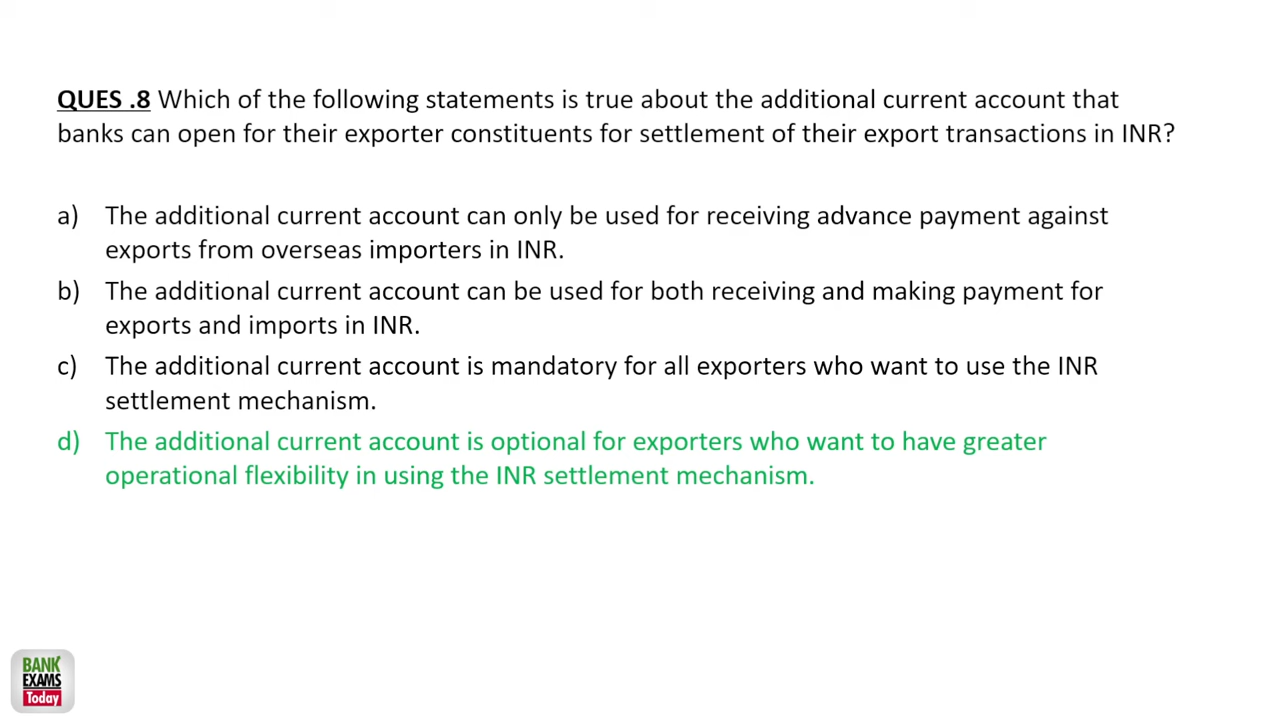 QUES .8 Which of the following statements is true about the additional current account that
banks can open for their exporter constituents for settlement of their export transactions in INR?
a) The additional current account can only be used for receiving advance payment against
exports from overseas importers in INR.
b) The additional current account can be used for both receiving and making payment for
exports and imports in INR.
c) The additional current account is mandatory for all exporters who want to use the INR
settlement mechanism.
d) The additional current account is optional for exporters who want to have greater
operational flexibility in using the INR settlement mechanism.
BANK
EXAMS
Today